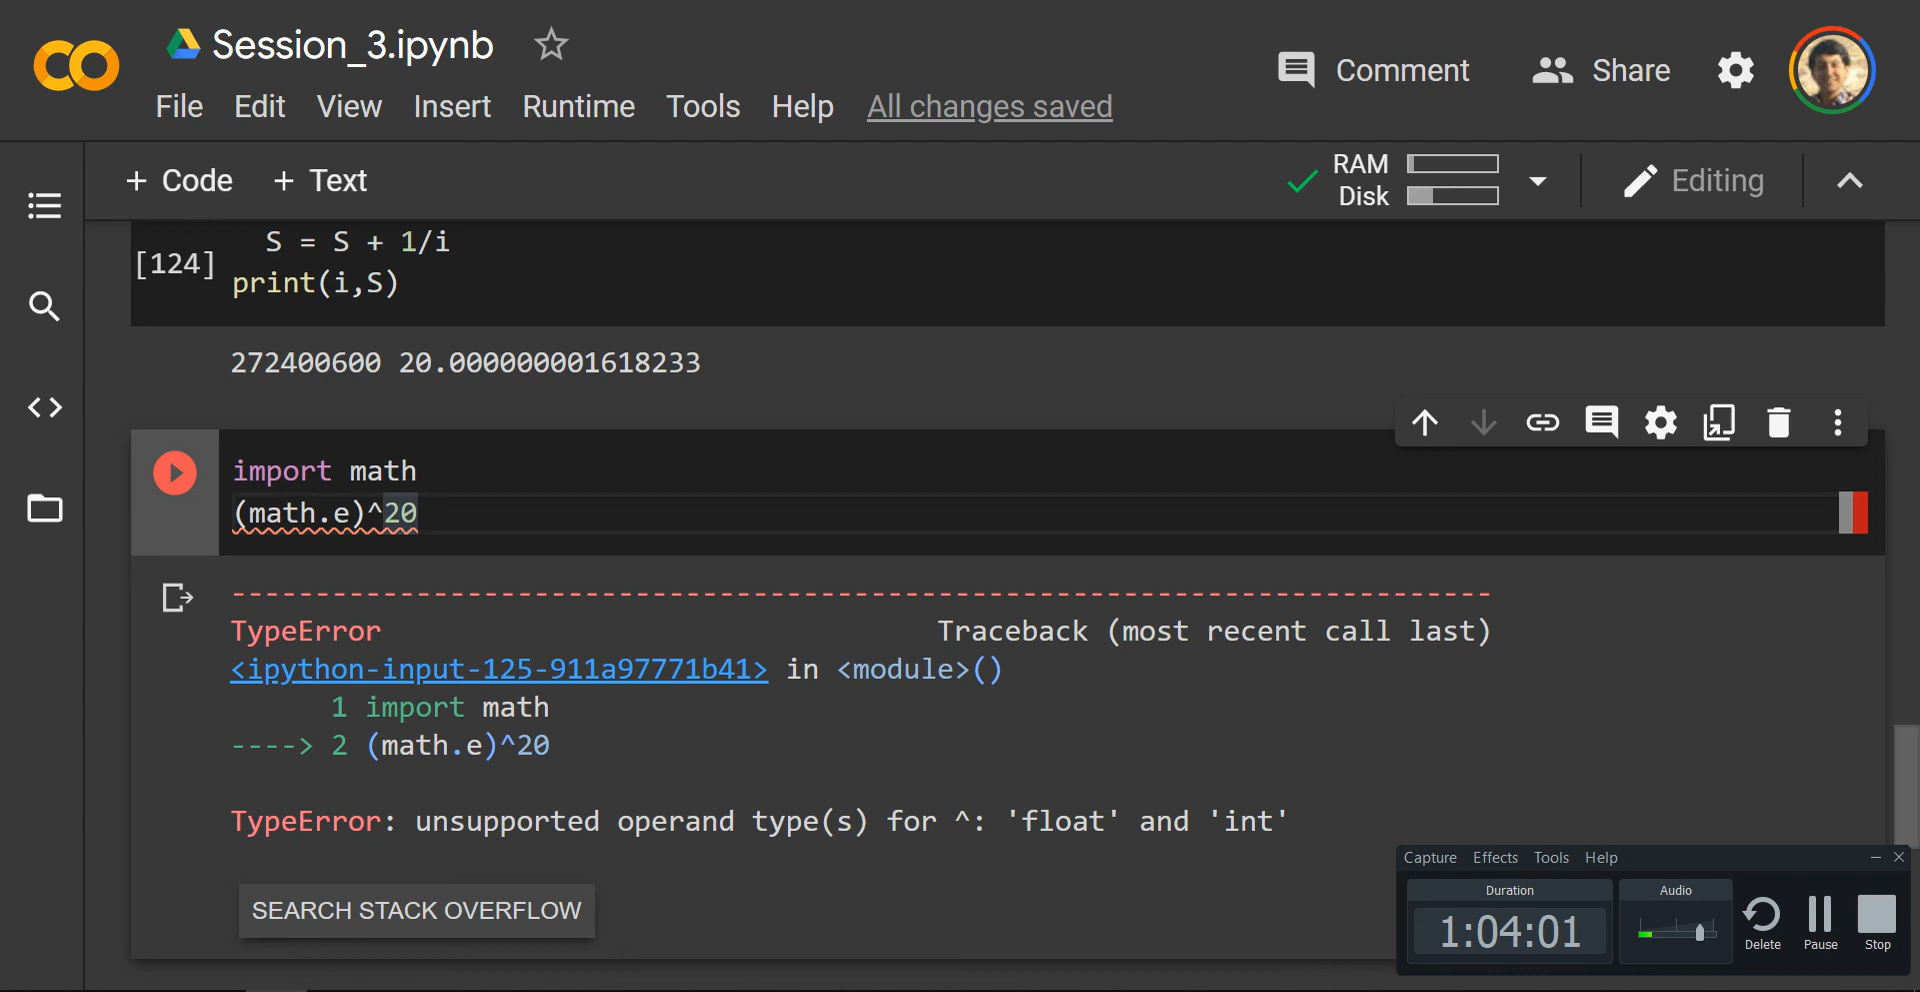 Session_3.ipynb
Comment
Share
File Edit View Insert Runtime Tools Help All changes saved
+ Code + Text
RAM
Disk
Editing
S = S + 1/i
[124]
print(i,S)
272400600 20.000000001618233
import math
(math.e)^20
---------------------------------------------------------------------------
TypeError Traceback (most recent call last)
<ipython-input-125-911a97771b41> in <module>()
1 import math
----> 2 (math.e)^20
TypeError: unsupported operand type(s) for ^: 'float' and 'int'
SEARCH STACK OVERFLOW
Capture Effects Tools Help
Duration
Audio
1:04:01
Delete Pause Stop